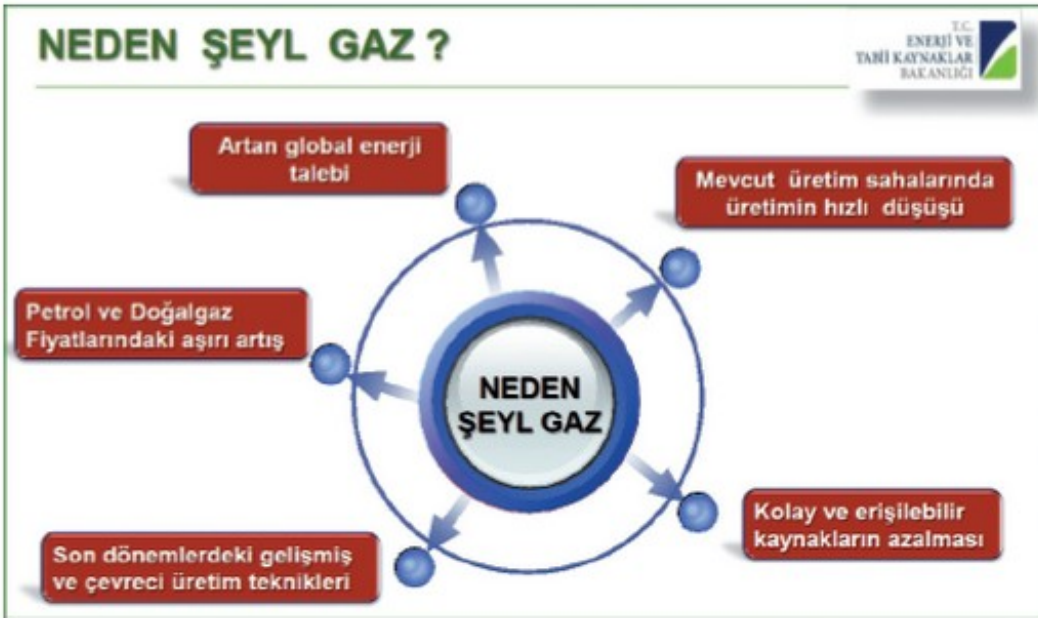 NEDEN ŞEYL GAZ ?
T.C.
ENERJİ VE
TABİİ KAYNAKLAR
BAKANLIĞI
Artan global enerji
talebi
Mevcut üretim sahalarında
üretimin hızlı düşüşü
Petrol ve Doğalgaz
Fiyatlarındaki aşırı artış
NEDEN
ŞEYL GAZ
Kolay ve erişilebilir
kaynakların azalması
Son dönemlerdeki gelişmiş
ve çevreci üretim teknikleri